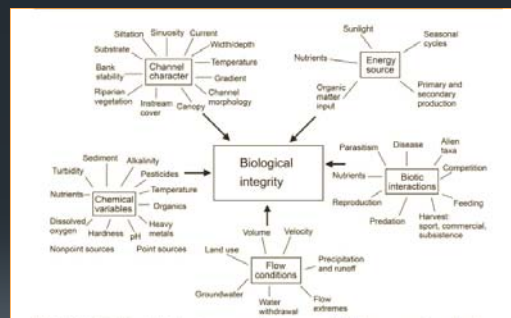 Siltation
Sinuosity
Current
Substrate
Width/depth
Bank
stability
Channel
character
Temperature
Gradient
Riparian
vegetation
Instream
cover
Canopy
Channel
morphology
Sunlight
Seasonal
cycles
Nutrients
Energy
source
Organic
matter
input
Primary and
secondary
production
Biological
integrity
Sediment
Alkalinity
Turbidity
Pesticides
Nutrients
Chemical
variables
Temperature
Organics
Dissolved
oxygen
Hardness
pH
Heavy
metals
Nonpoint sources
Point sources
Parasitism
Disease
Alien
taxa
Nutrients
Biotic
interactions
Competition
Reproduction
Feeding
Predation
Harvest:
sport, commercial,
subsistence
Volume
Velocity
Land use
Flow
conditions
Precipitation
and runoff
Groundwater
Water
withdrawal
Flow
extremes